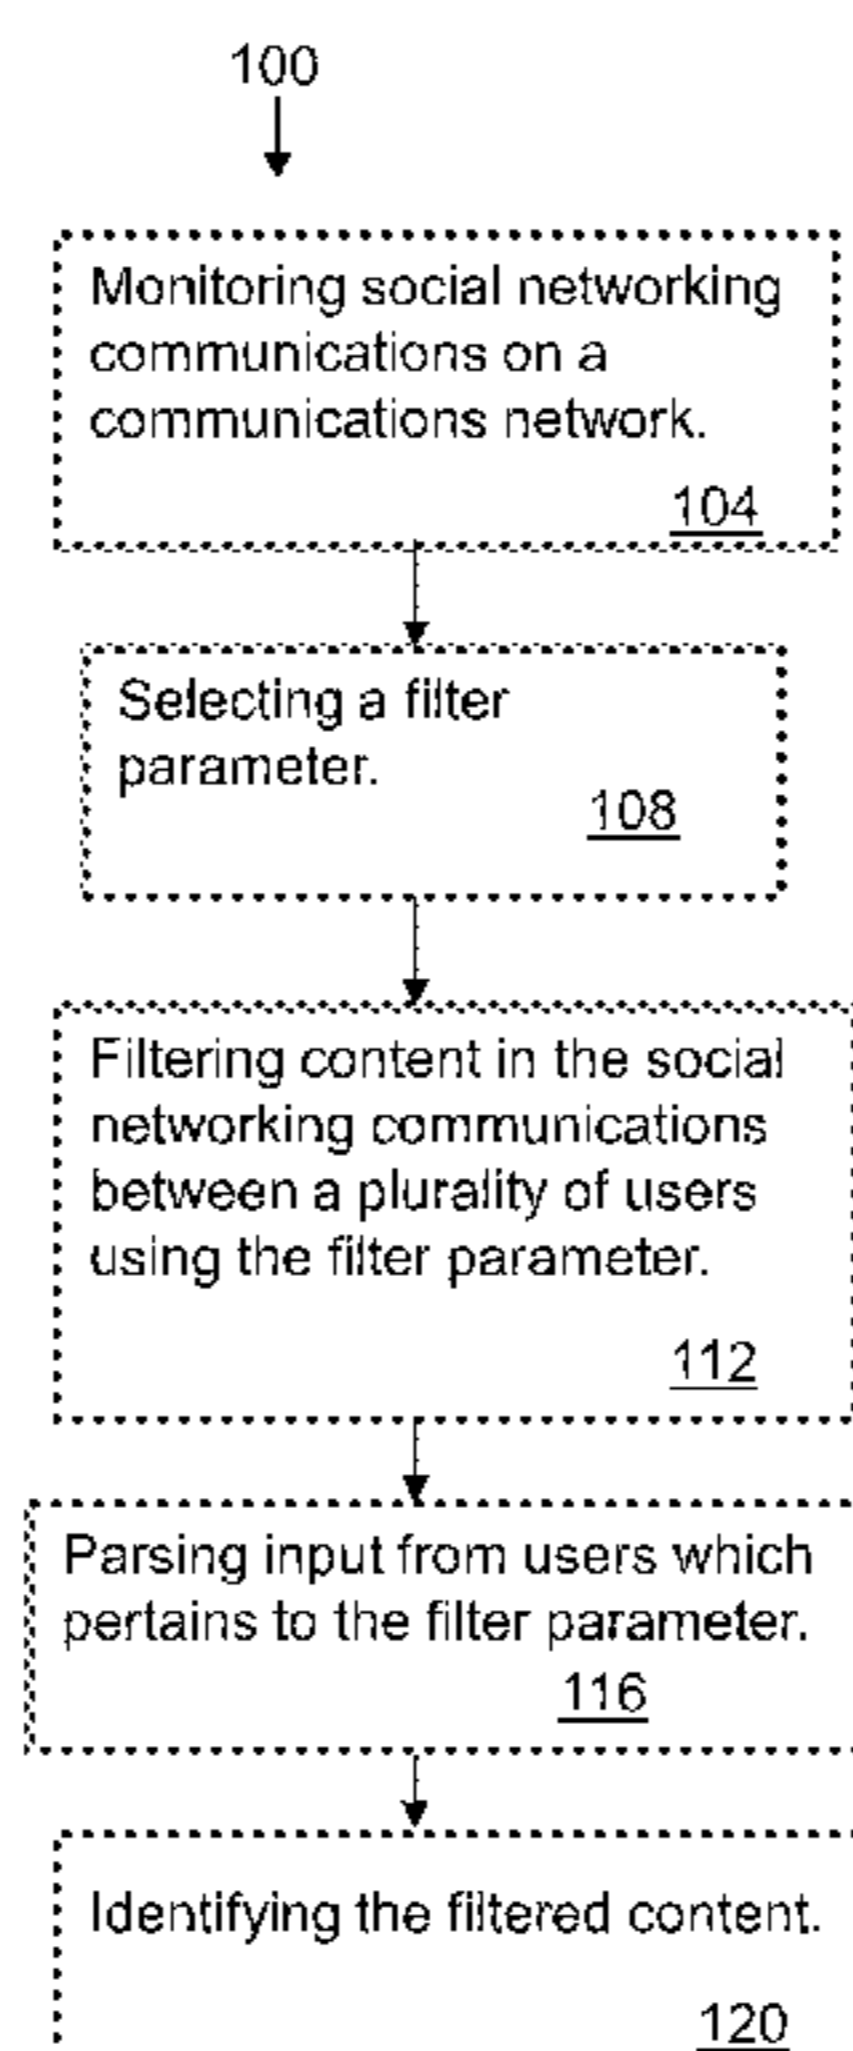 100
Monitoring social networking
communications on a
communications network.
104
Selecting a filter
parameter.
108
Filtering content in the social
networking communications
between a plurality of users
using the filter parameter.
112
Parsing input from users which
pertains to the filter parameter.
116
Identifying the filtered content.
120